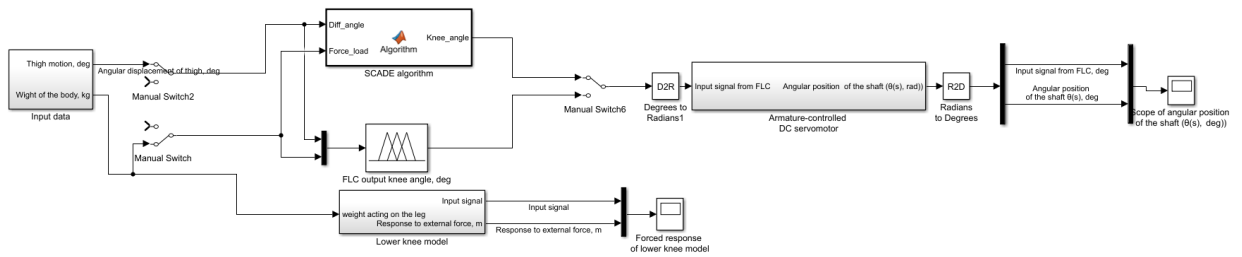 Thigh motion, deg
Wight of the body, kg
Input data
Angular displacement of thigh, deg
Manual Switch2
Manual Switch
Diff_angle
Force_load
Algorithm
Knee_angle
SCADE algorithm
FLC output knee angle, deg
Manual Switch6
D2R
Degrees to
Radians1
Input signal from FLC
Angular position of the shaft (θ(s), rad))
Armature-controlled
DC servomotor
R2D
Radians
to Degrees
Input signal from FLC, deg
Angular position
of the shaft θ(s), deg
Scope of angular position
of the shaft (θ(s), deg))
weight acting on the leg
Input signal
Response to external force, m
Lower knee model
Input signal
Response to external force, m
Forced response
of lower knee model